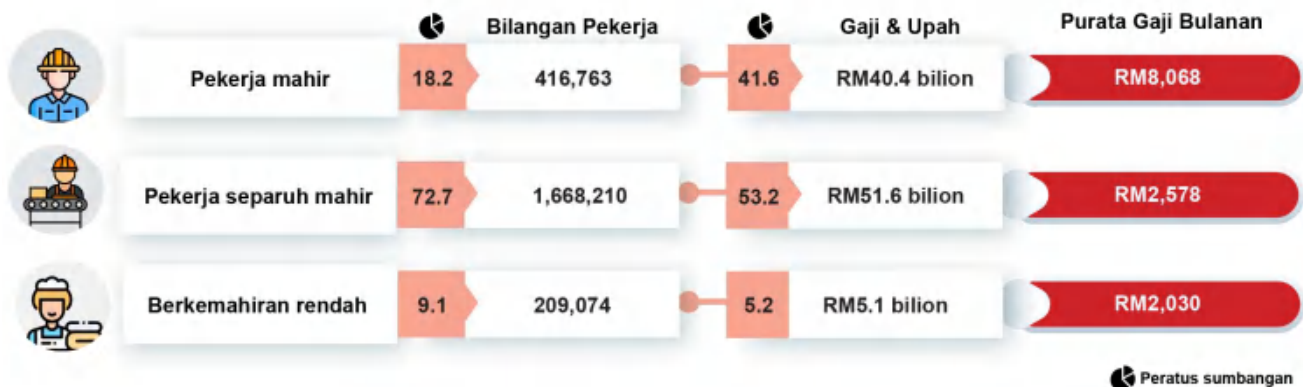 Bilangan Pekerja Gaji & Upah Purata Gaji Bulanan
Pekerja mahir 18.2 416,763 41.6 RM40.4 bilion RM8,068
Pekerja separuh mahir 72.7 1,668,210 53.2 RM51.6 bilion RM2,578
Berkemahiran rendah 9.1 209,074 5.2 RM5.1 bilion RM2,030
Peratus sumbangan